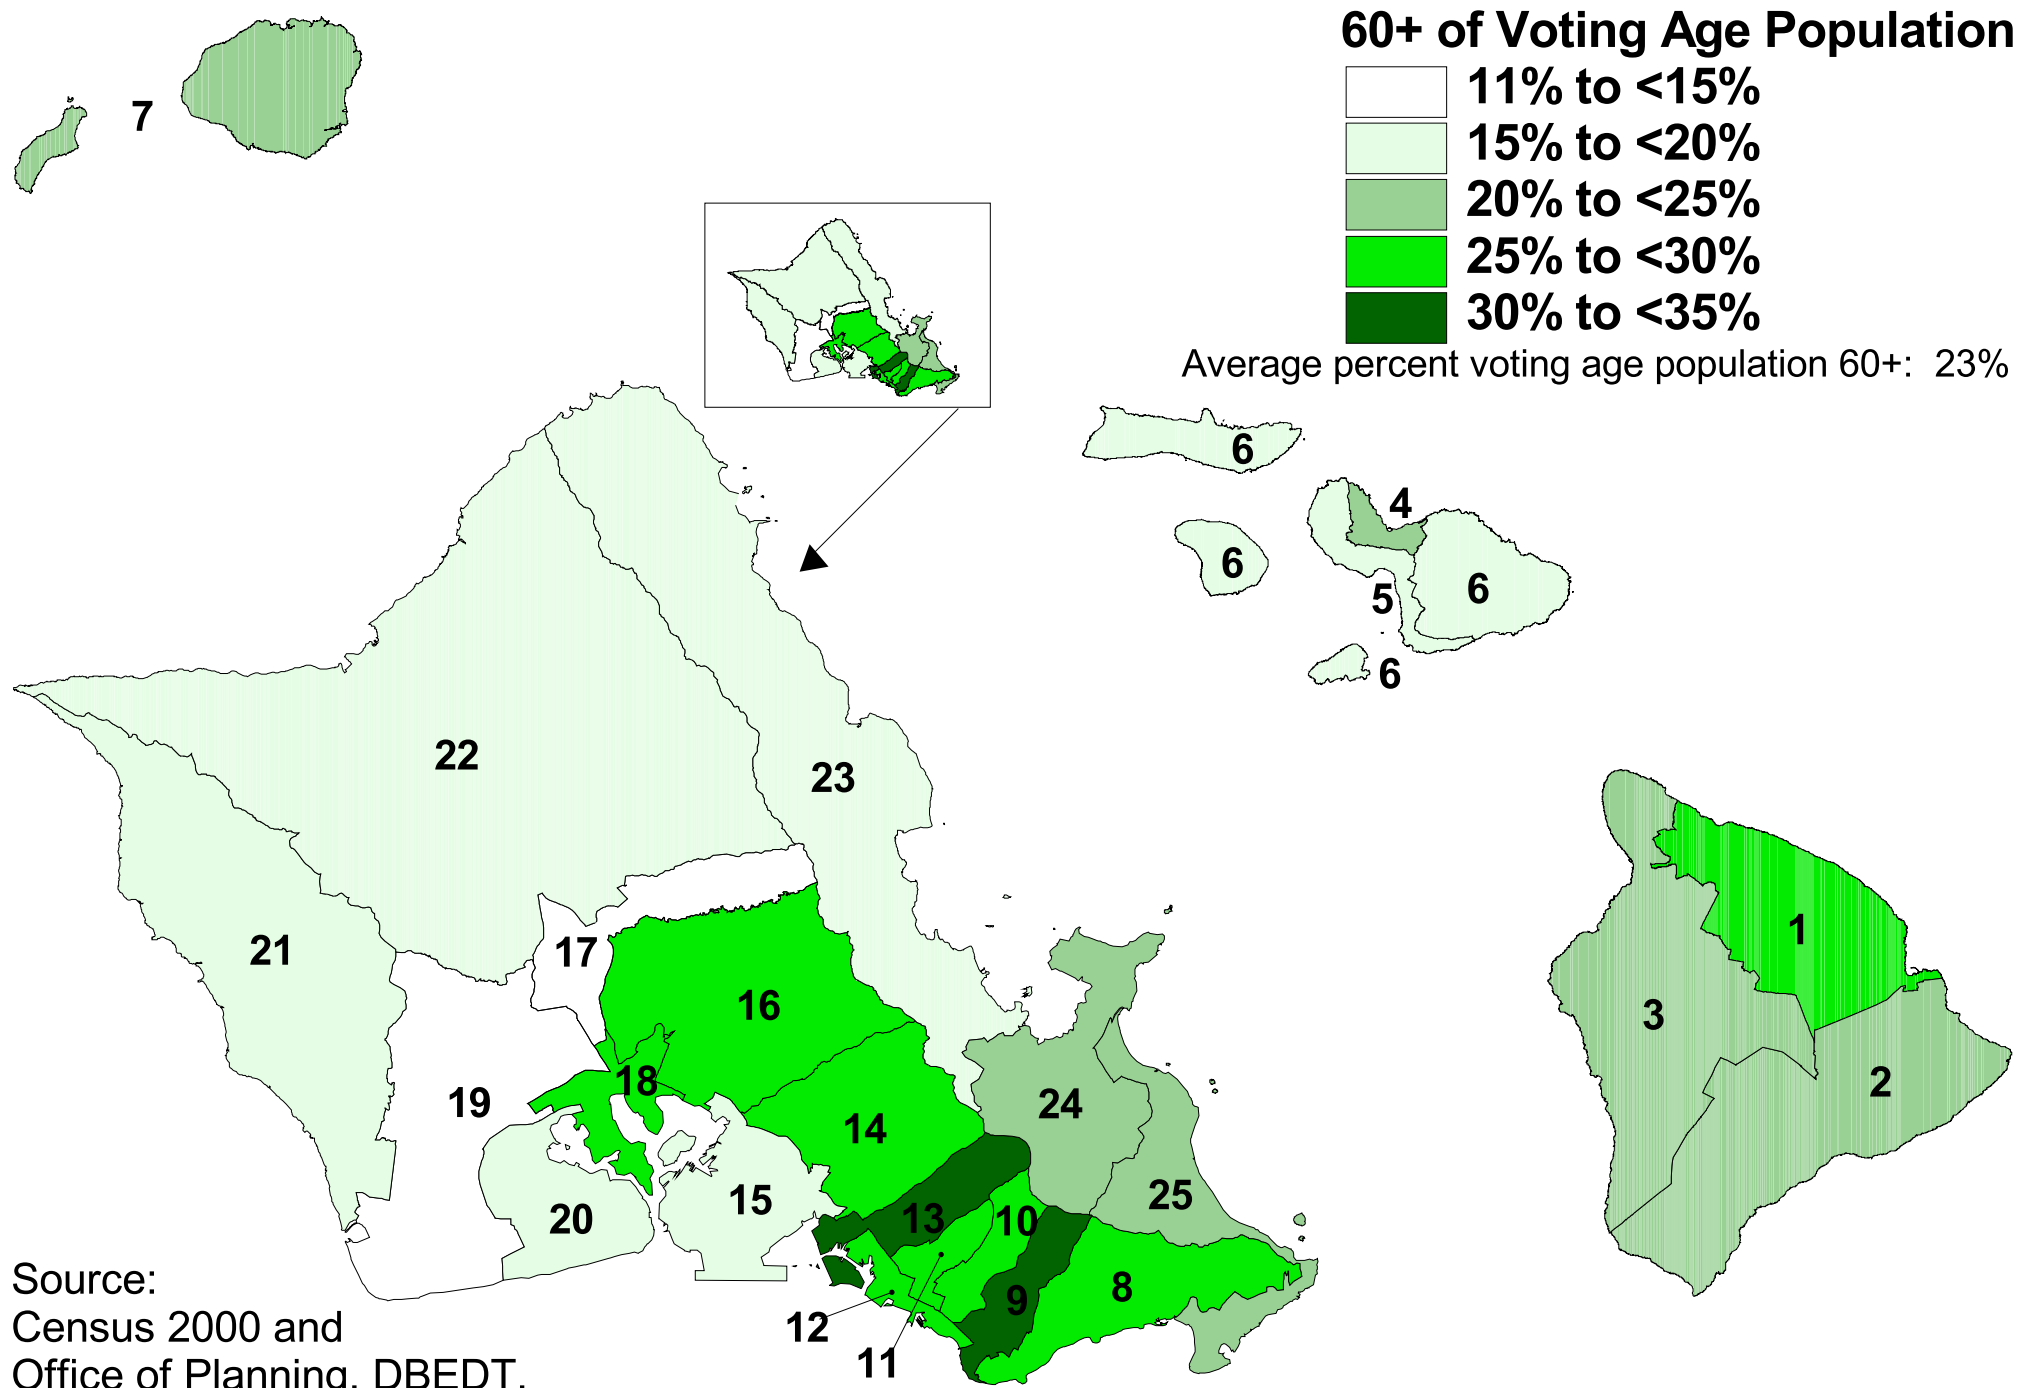 60+ of Voting Age Population
11% to <15%
15% to <20%
20% to <25%
25% to <30%
30% to <35%
Average percent voting age population 60+: 23%
7
6
4
6
5
6
6
22
23
21
17
16
18
19
24
14
15
20
13
10
25
9
8
12
11
1
3
2
Source:
Census 2000 and
Office of Planning, DBEDT.